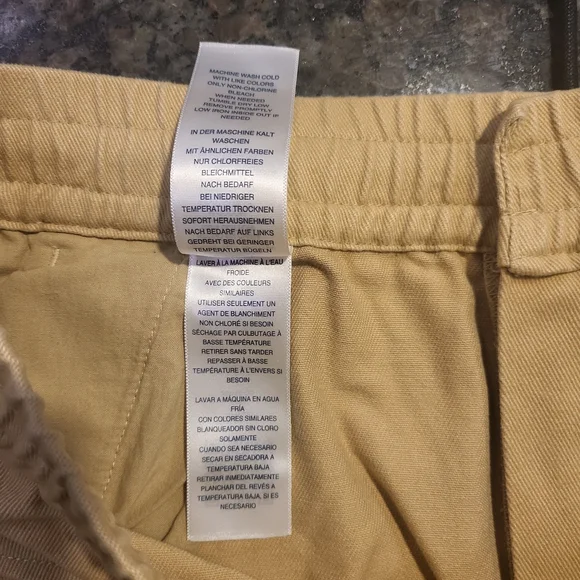 MACHINE WASH COLD
WITH LIKE COLORS
ONLY NON-CHLORINE
BLEACH
WHEN NEEDED
TUMBLE DRY LOW
REMOVE PROMPTLY
LOW IRON INSIDE OUT IF
NEEDED
IN DER MASCHINE KALT
WASCHEN
MIT ÄHNLICHEN FARBEN
NUR CHLORFREIES
BLEICHMITTEL
NACH BEDARF
BEI NIEDRIGER
TEMPERATUR TROCKNEN
SOFORT HERAUSNEHMEN
NACH BEDARF AUF LINKS
GEDREHT BEI GERINGER
TEMPERATUR BÜGELN
LAVER À LA MACHINE À L'EAU
FROIDE
AVEC DES COULEURS
SIMILAIRES
UTILISER SEULEMENT UN
AGENT DE BLANCHIMENT
NON CHLORÉ SI BESOIN
SÉCHAGE PAR CULBUTAGE À
BASSE TEMPÉRATURE
RETIRER SANS TARDER
REPASSER À BASSE
TEMPÉRATURE À L'ENVERS SI
BESOIN
LAVAR A MÁQUINA EN AGUA
FRÍA
CON COLORES SIMILARES
BLANQUEADOR SIN CLORO
SOLAMENTE
CUANDO SEA NECESARIO
SECAR EN SECADORA A
TEMPERATURA BAJA
RETIRAR INMEDIATAMENTE
PLANCHAR DEL REVÉS A
TEMPERATURA BAJA, SI ES
NECESARIO